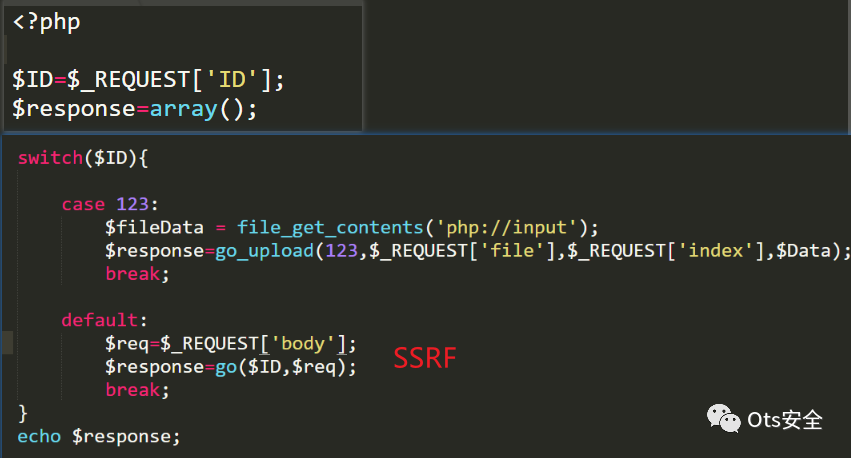 <?php
$ID=$_REQUEST['ID'];
$response=array();
switch($ID){
case 123:
$fileData = file_get_contents('php://input');
$response=go_upload(123,$_REQUEST['file'],$_REQUEST['index'],$Data);
break;
default:
$req=$_REQUEST['body'];
$response=go($ID,$req);
SSRF
break;
}
echo $response;
Ots安全